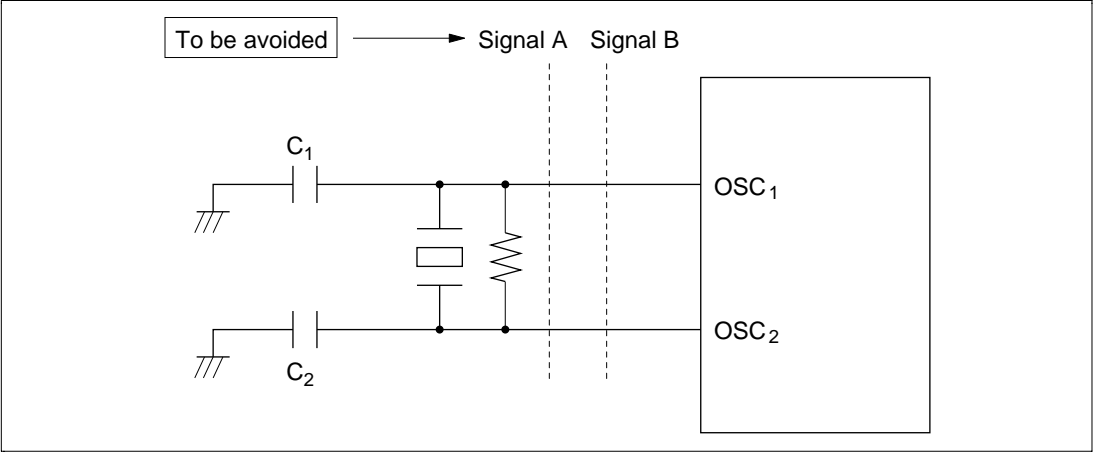 To be avoided
Signal A
Signal B
C1
OSC1
OSC2
C2